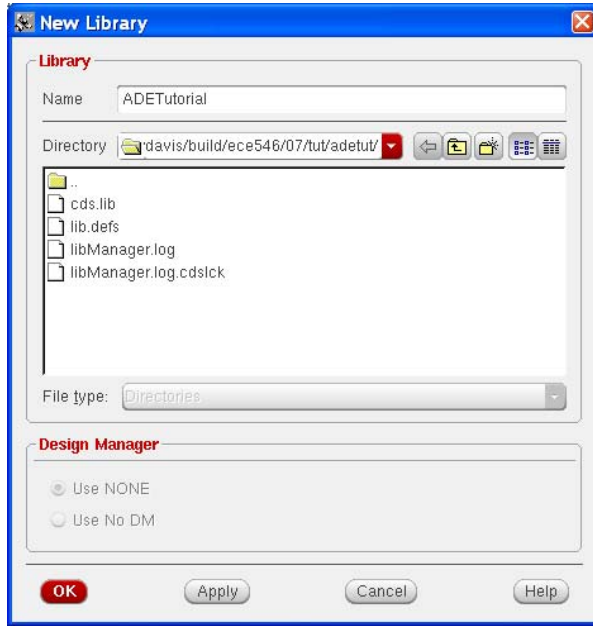 New Library
Library
Name ADETutorial
Directory davis/build/ece546/07/tut/adetut/
..
cds.lib
lib.defs
libManager.log
libManager.log.cdslck
File type: Directories
Design Manager
Use NONE
Use No DM
OK Apply Cancel Help